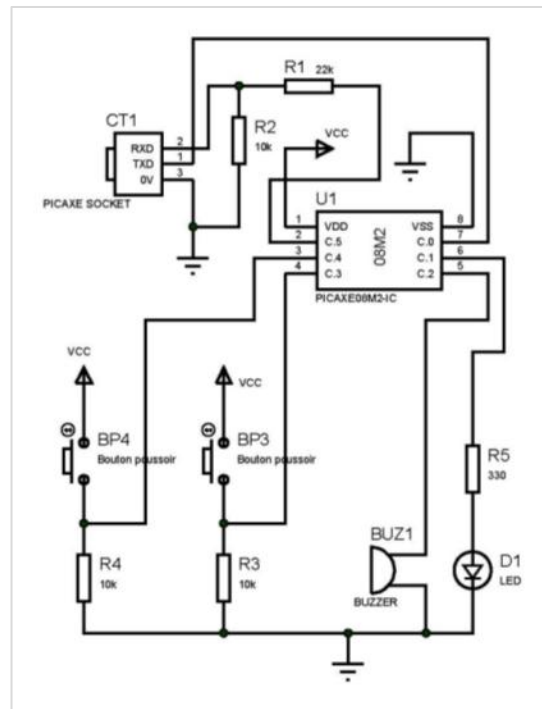 R1 22k
CT1
RXD 2
TXD 1
0V 3
PICAXE SOCKET
R2
10k
VCC
U1
1 VDD VSS 8
2 C.5 C.0 7
3 C.4 C.1 6
4 C.3 C.2 5
08M2
PICAXE08M2-IC
VCC
VCC
BP4
Bouton poussoir
BP3
Bouton poussoir
R5
330
R4
10k
R3
10k
BUZ1
BUZZER
D1
LED